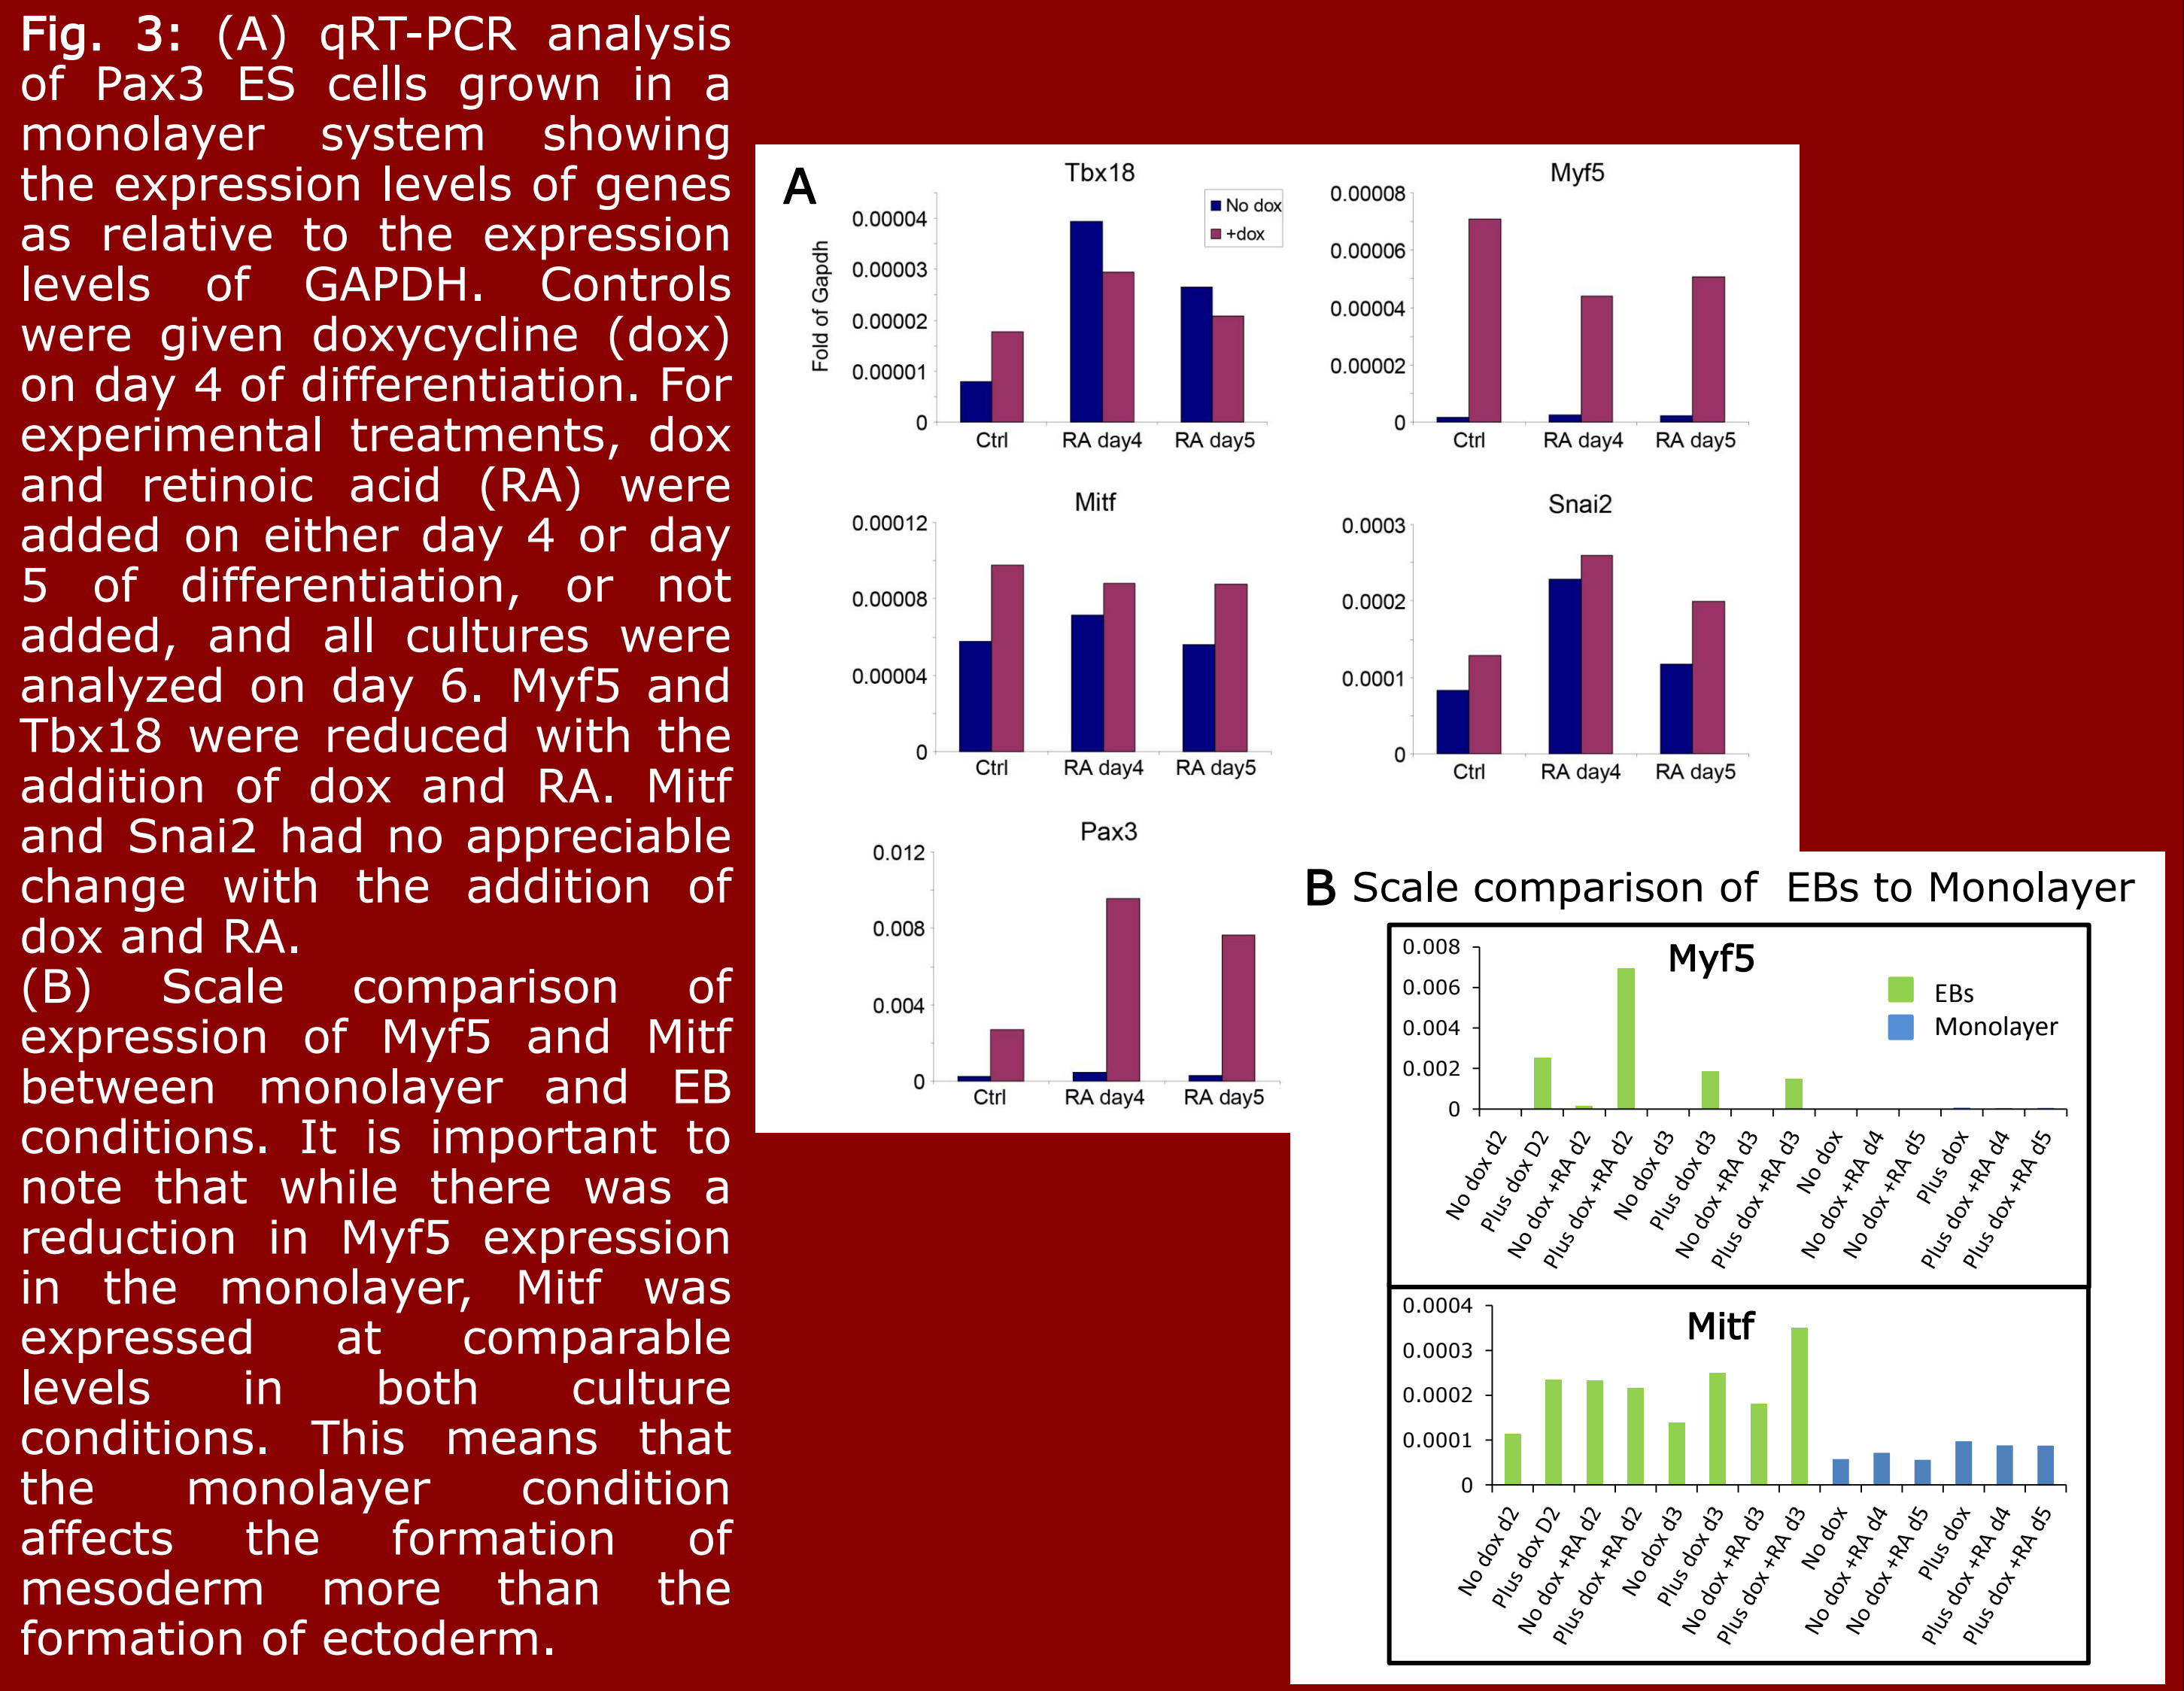 Fig. 3: (A) qRT-PCR analysis
of Pax3 ES cells grown in a
monolayer system showing
the expression levels of genes
as relative to the expression
levels of GAPDH. Controls
were given doxycycline (dox)
on day 4 of differentiation. For
experimental treatments, dox
and retinoic acid (RA) were
added on either day 4 or day
5 of differentiation, or not
added, and all cultures were
analyzed on day 6. Myf5 and
Tbx18 were reduced with the
addition of dox and RA. Mitf
and Snai2 had no appreciable
change with the addition of
dox and RA.
(B) Scale comparison of
expression of Myf5 and Mitf
between monolayer and EB
conditions. It is important to
note that while there was a
reduction in Myf5 expression
in the monolayer, Mitf was
expressed at comparable
levels in both culture
conditions. This means that
the monolayer condition
affects the formation of
mesoderm more than the
formation of ectoderm.
A
Tbx18
No dox
+dox
Fold of Gapdh
0.00004
0.00003
0.00002
0.00001
0
Ctrl RA day4 RA day5
Myf5
0.00008
0.00006
0.00004
0.00002
0
Ctrl RA day4 RA day5
Mitf
0.00012
0.00008
0.00004
0
Ctrl RA day4 RA day5
Snai2
0.0003
0.0002
0.0001
0
Ctrl RA day4 RA day5
Pax3
0.012
0.008
0.004
0
Ctrl RA day4 RA day5
B Scale comparison of EBs to Monolayer
Myf5
EBs
Monolayer
0.008
0.006
0.004
0.002
0
No dox d2
Plus dox D2
No dox +RA d2
Plus dox +RA d2
No dox d3
Plus dox d3
No dox +RA d3
Plus dox +RA d3
No dox
No dox +RA d4
No dox +RA d5
Plus dox
Plus dox +RA d4
Plus dox +RA d5
Mitf
0.0004
0.0003
0.0002
0.0001
0
No dox d2
Plus dox D2
No dox +RA d2
Plus dox +RA d2
No dox d3
Plus dox d3
No dox +RA d3
Plus dox +RA d3
No dox
No dox +RA d4
No dox +RA d5
Plus dox
Plus dox +RA d4
Plus dox +RA d5